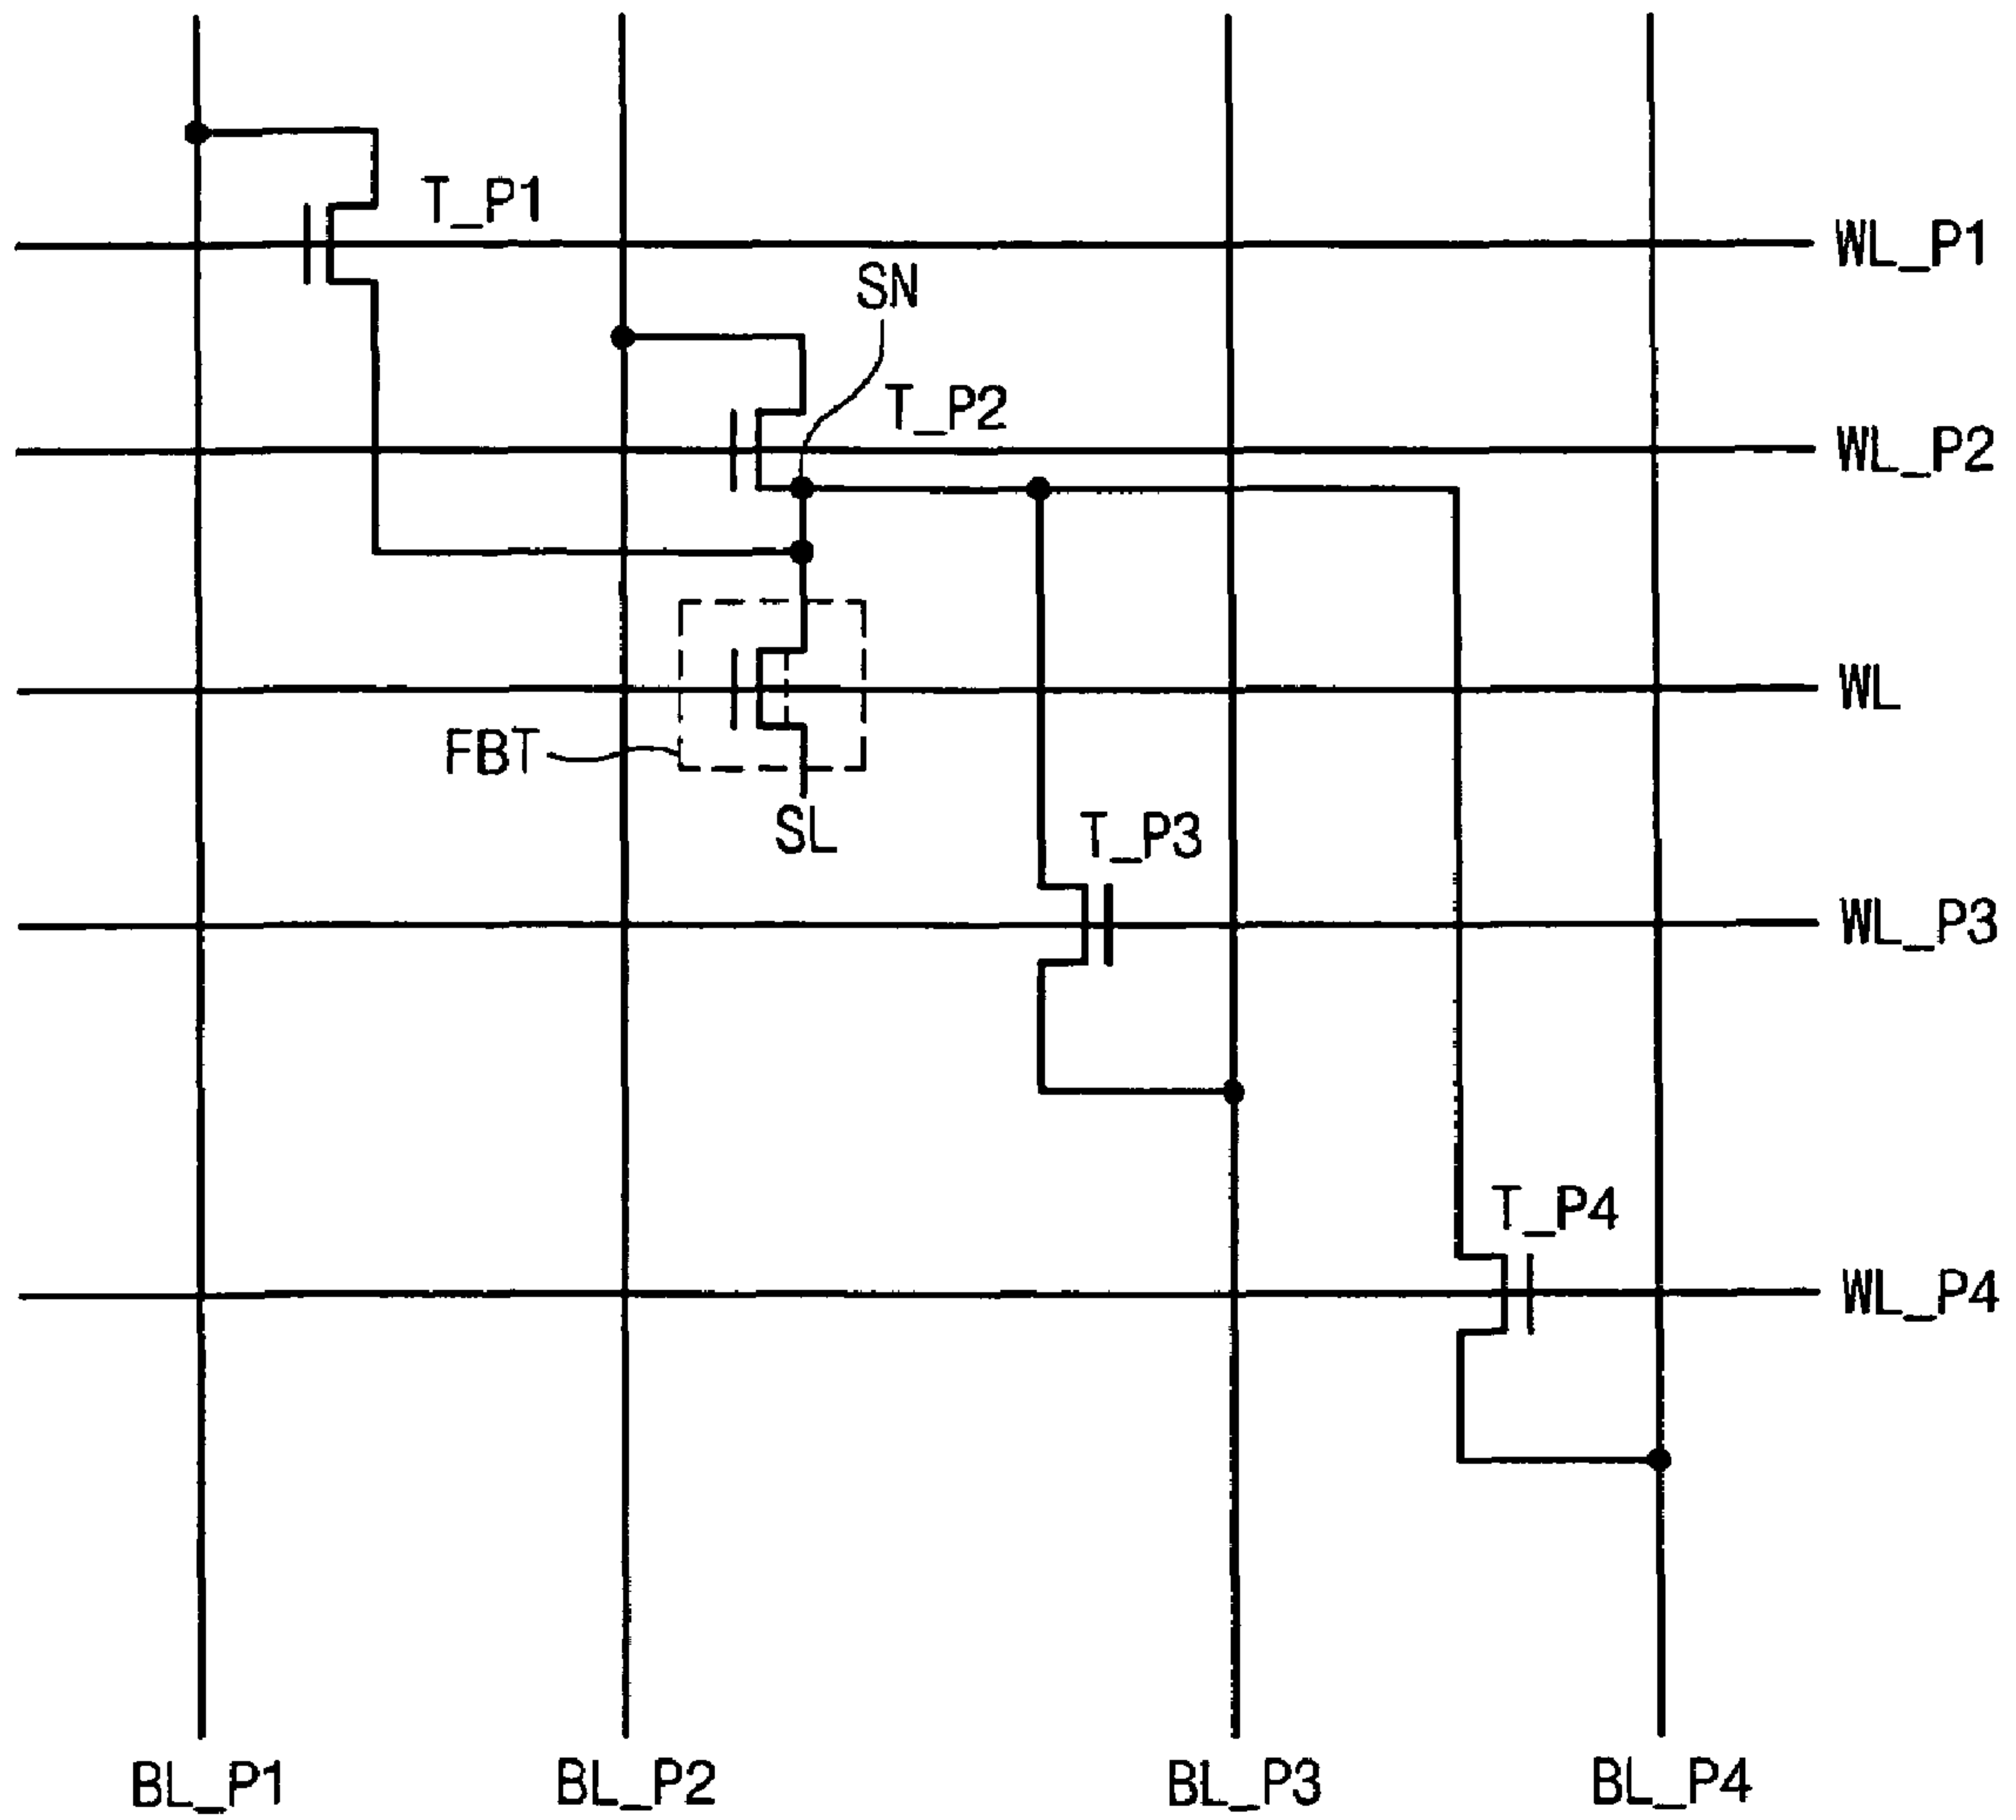 T_P1
WL_P1
SN
T_P2
WL_P2
WL
FBT
SL
T_P3
WL_P3
T_P4
WL_P4
BL_P1
BL_P2
BL_P3
BL_P4